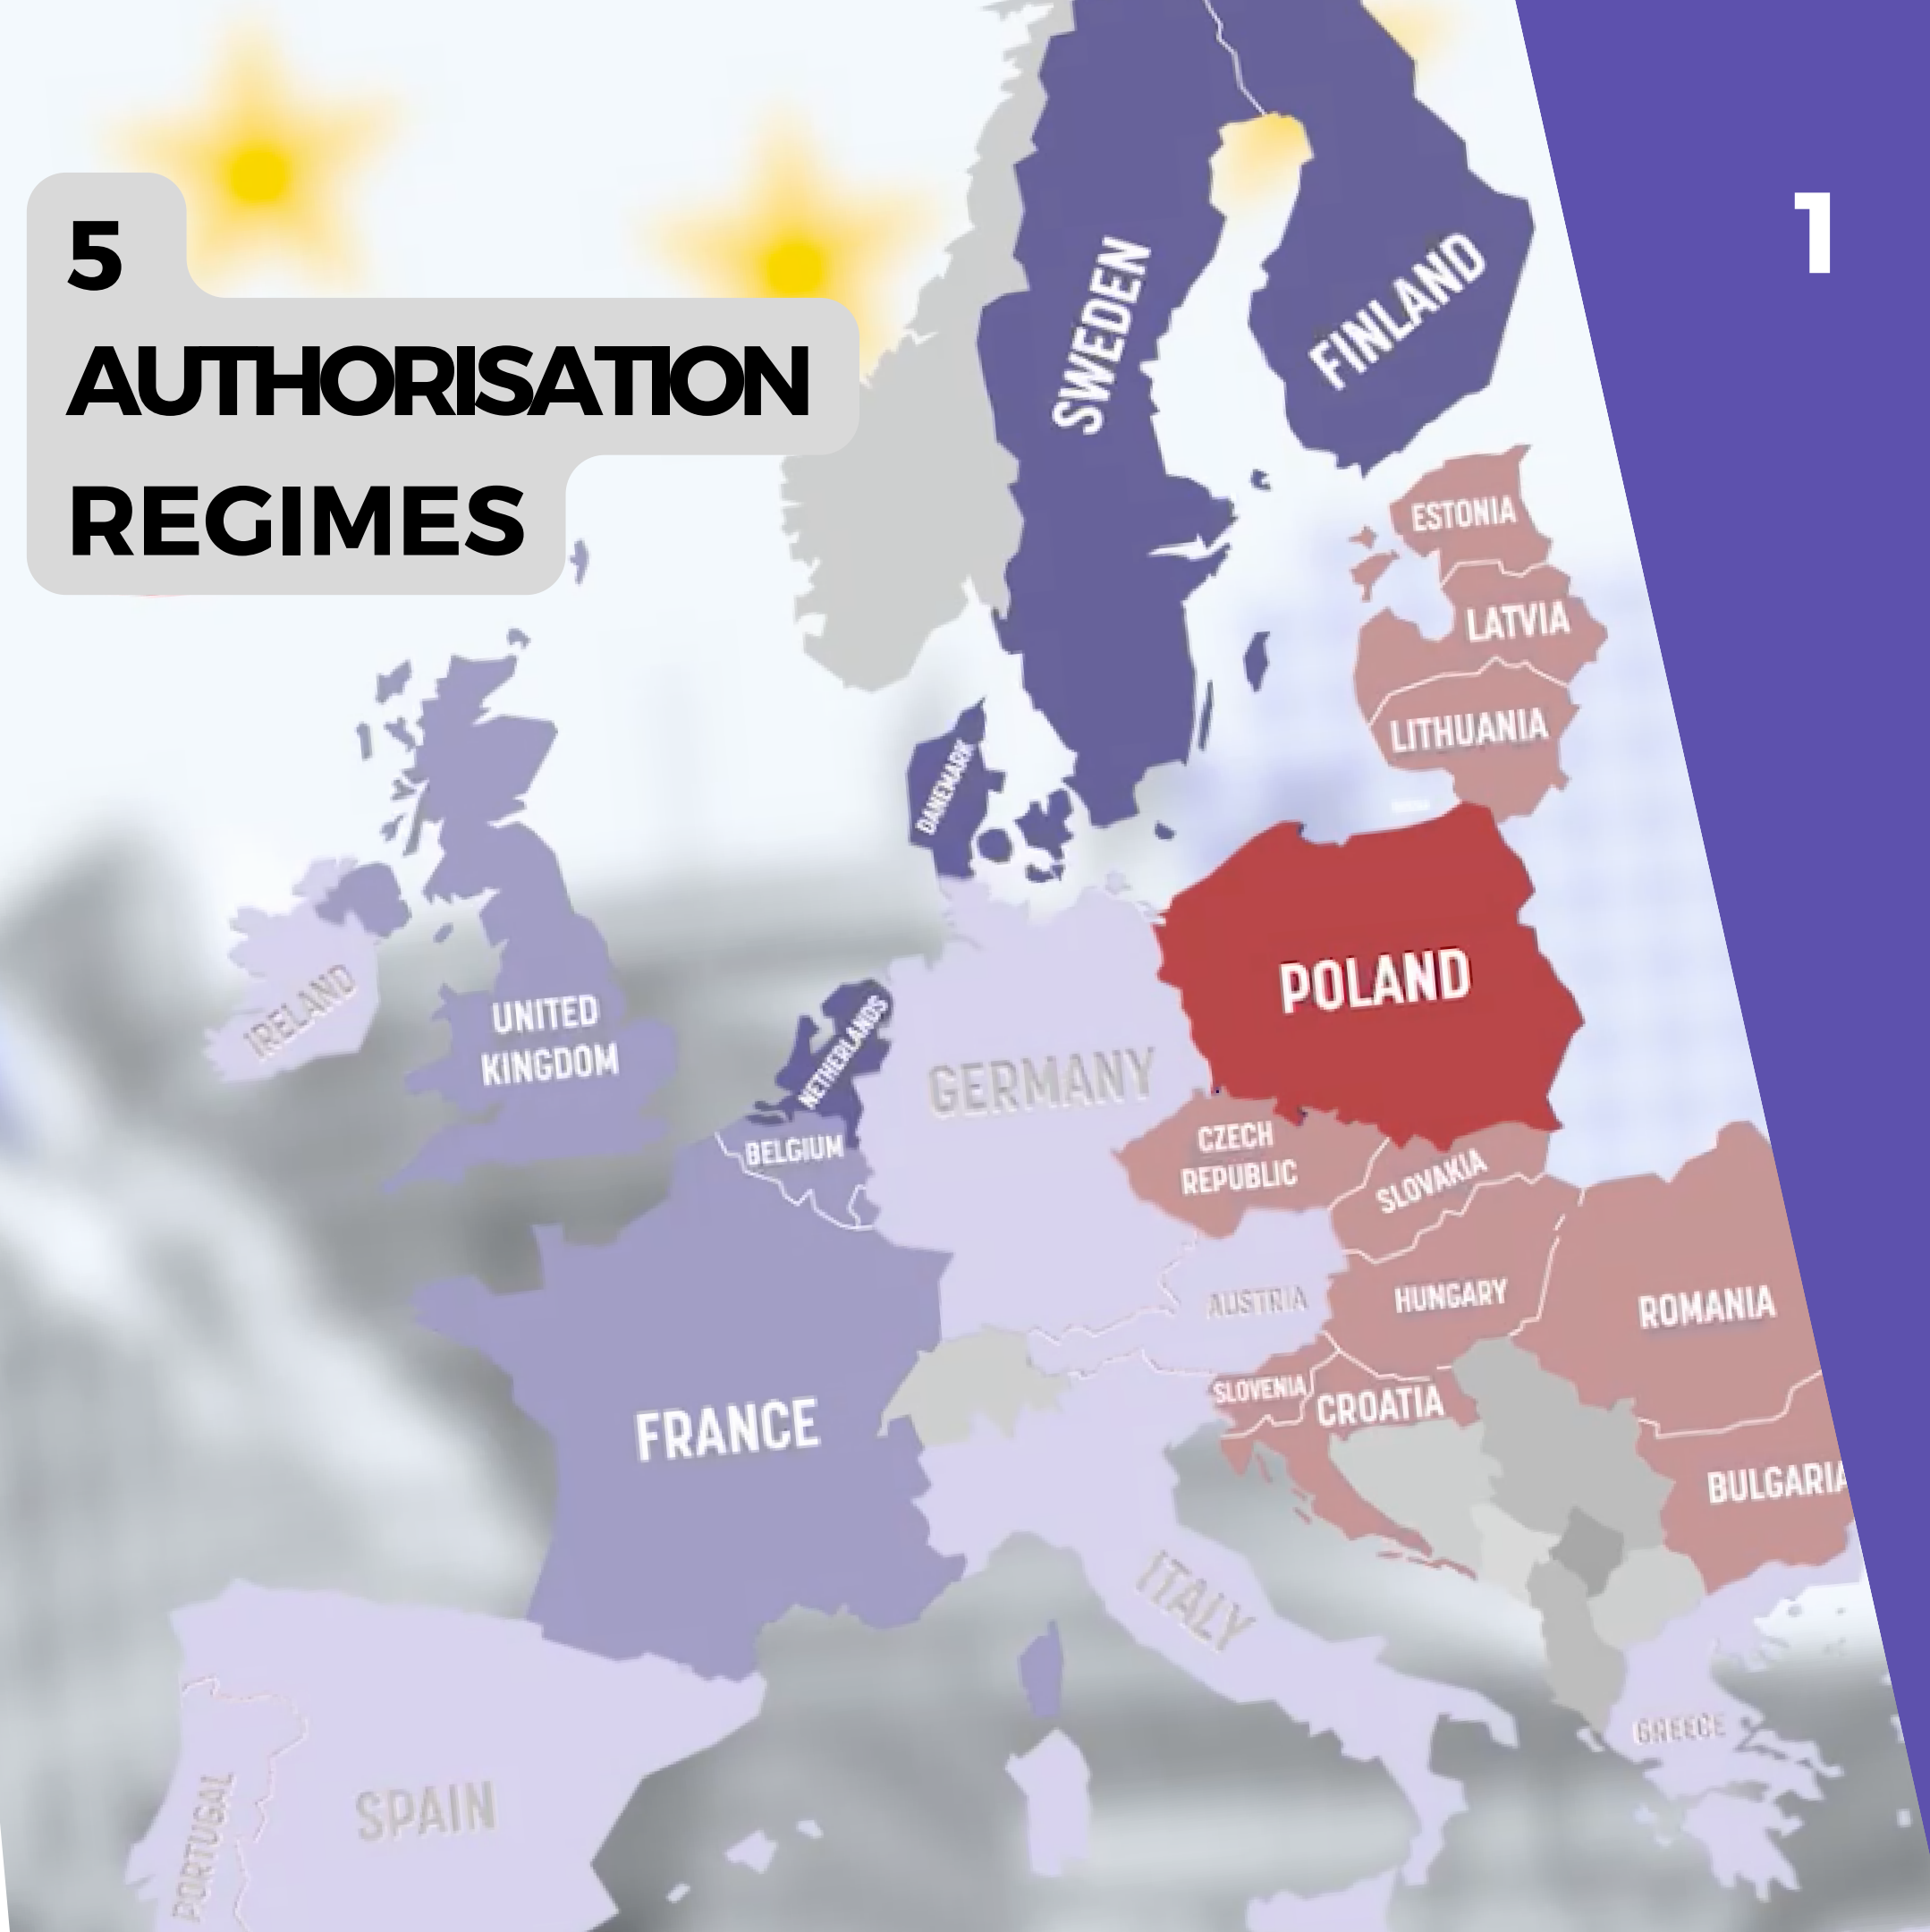 5
AUTHORISATION
REGIMES
1
SWEDEN
FINLAND
ESTONIA
LATVIA
LITHUANIA
DANEMARK
POLAND
IRELAND
UNITED
KINGDOM
NETHERLANDS
GERMANY
BELGIUM
CZECH
REPUBLIC
SLOVAKIA
AUSTRIA
HUNGARY
ROMANIA
FRANCE
SLOVENIA
CROATIA
BULGARIA
ITALY
GREECE
SPAIN
PORTUGAL